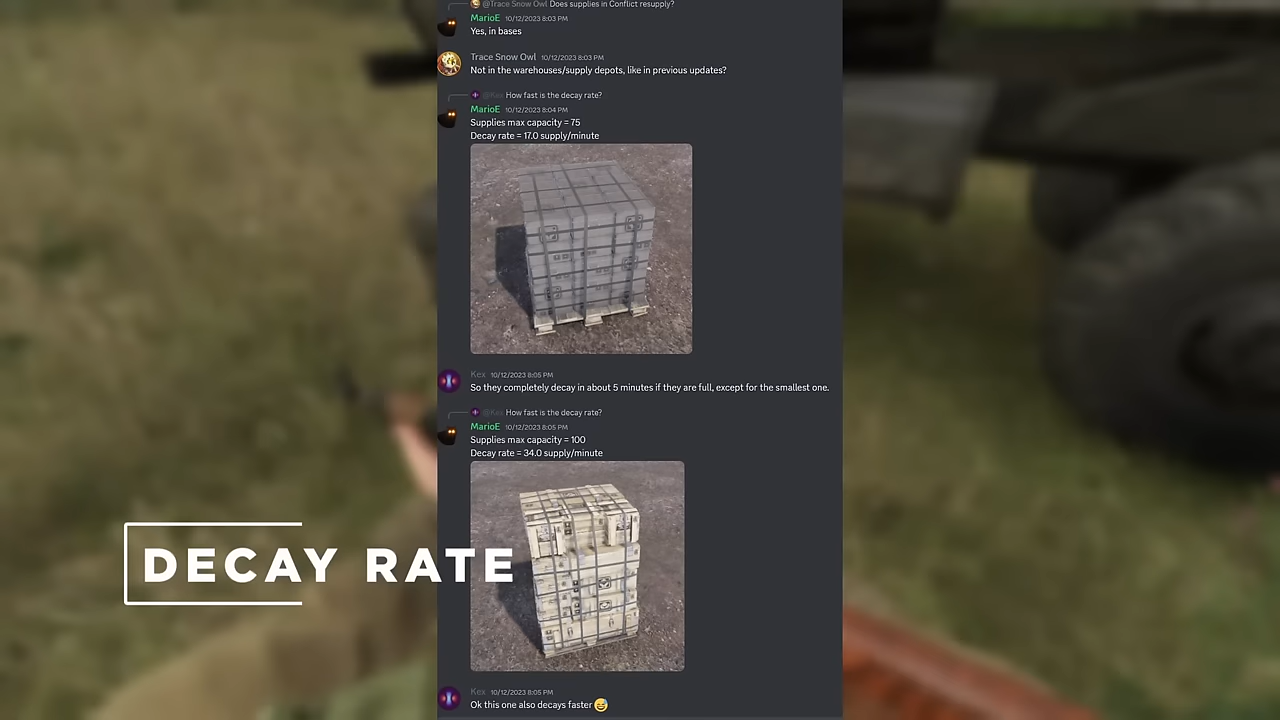 @Trace Snow Owl Does supplies in Conflict resupply?
MarioE 10/12/2023 8:03 PM
Yes, in bases
Trace Snow Owl 10/12/2023 8:03 PM
Not in the warehouses/supply depots, like in previous updates?
@Kex How fast is the decay rate?
MarioE 10/12/2023 8:04 PM
Supplies max capacity = 75
Decay rate = 17.0 supply/minute
Kex 10/12/2023 8:05 PM
So they completely decay in about 5 minutes if they are full, except for the smallest one.
@Kex How fast is the decay rate?
MarioE 10/12/2023 8:05 PM
Supplies max capacity = 100
Decay rate = 34.0 supply/minute
DECAY RATE
Kex 10/12/2023 8:05 PM
Ok this one also decays faster 😅